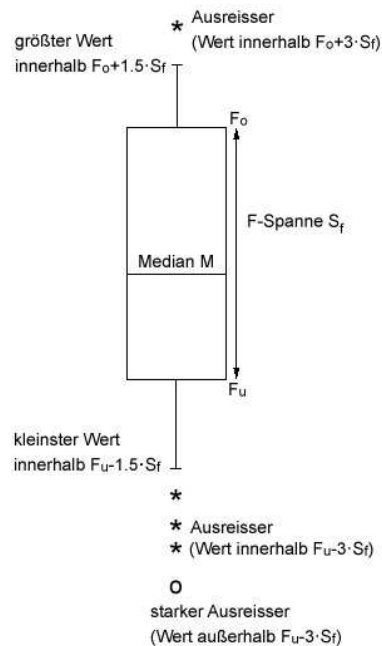 * Ausreisser
(Wert innerhalb Fo+3·Sf)
größter Wert
innerhalb Fo+1.5·Sf
Fo
F-Spanne Sf
Median M
Fu
kleinster Wert
innerhalb Fu-1.5·Sf
*
* Ausreisser
* (Wert innerhalb Fu-3·Sf)
o
starker Ausreisser
(Wert außerhalb Fu-3·Sf)